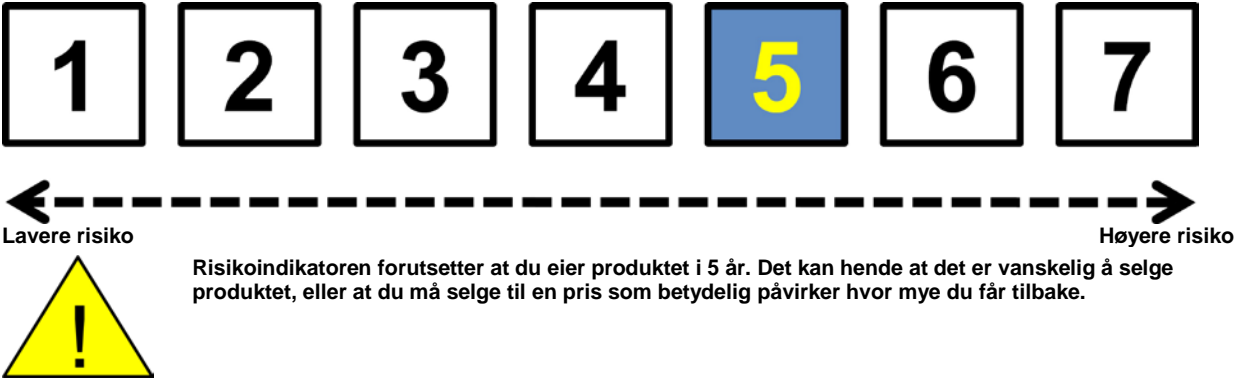 1 2 3 4 5 6 7
Lavere risiko Høyere risiko
Risikoindikatoren forutsetter at du eier produktet i 5 år. Det kan hende at det er vanskelig å selge
produktet, eller at du må selge til en pris som betydelig påvirker hvor mye du får tilbake.
!